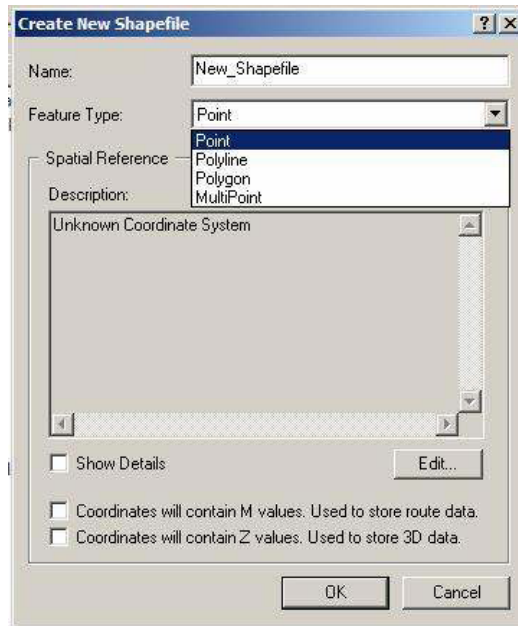 Create New Shapefile
Name: New_Shapefile
Feature Type: Point
Point
Polyline
Polygon
MultiPoint
Spatial Reference
Description:
Unknown Coordinate System
Show Details
Edit...
Coordinates will contain M values. Used to store route data.
Coordinates will contain Z values. Used to store 3D data.
OK Cancel